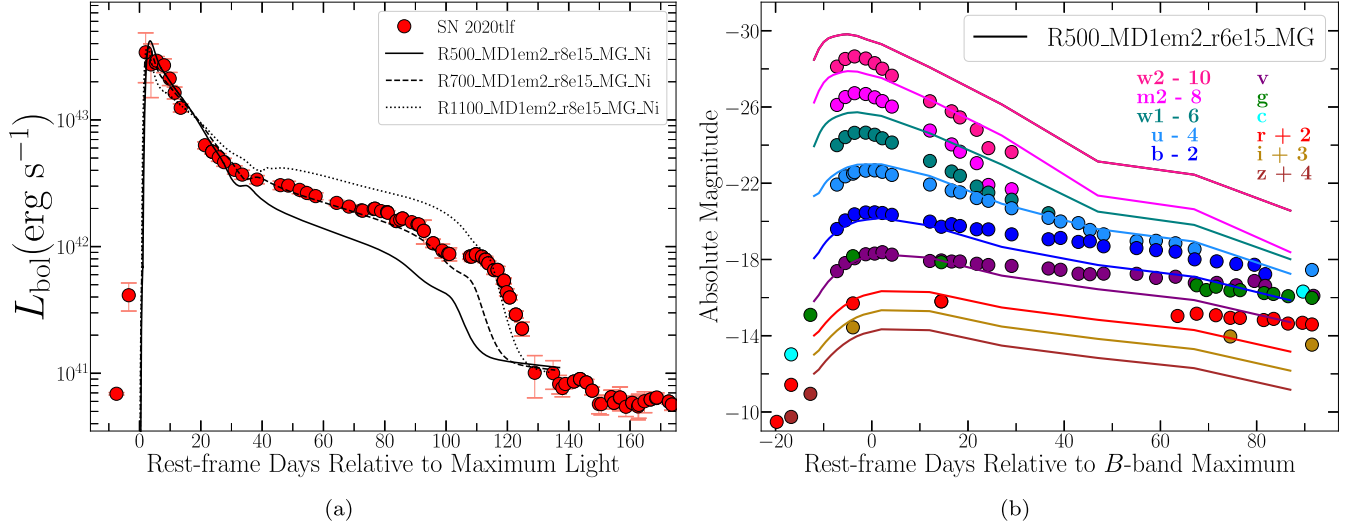 SN 2020tlf
R500_MD1em2_r8e15_MG_Ni
R700_MD1em2_r8e15_MG_Ni
R1100_MD1em2_r8e15_MG_Ni
10^13
10^12
10^11
L_bol(erg s^−1)
0 20 40 60 80 100 120 140 160
Rest-frame Days Relative to Maximum Light
(a)
R500_MD1em2_r6e15_MG
w2 - 10
m2 - 8
w1 - 6
u - 4
b - 2
v
g
c
r + 2
i + 3
z + 4
−30
−26
−22
−18
−14
−10
Absolute Magnitude
−20 0 20 40 60 80
Rest-frame Days Relative to B-band Maximum
(b)